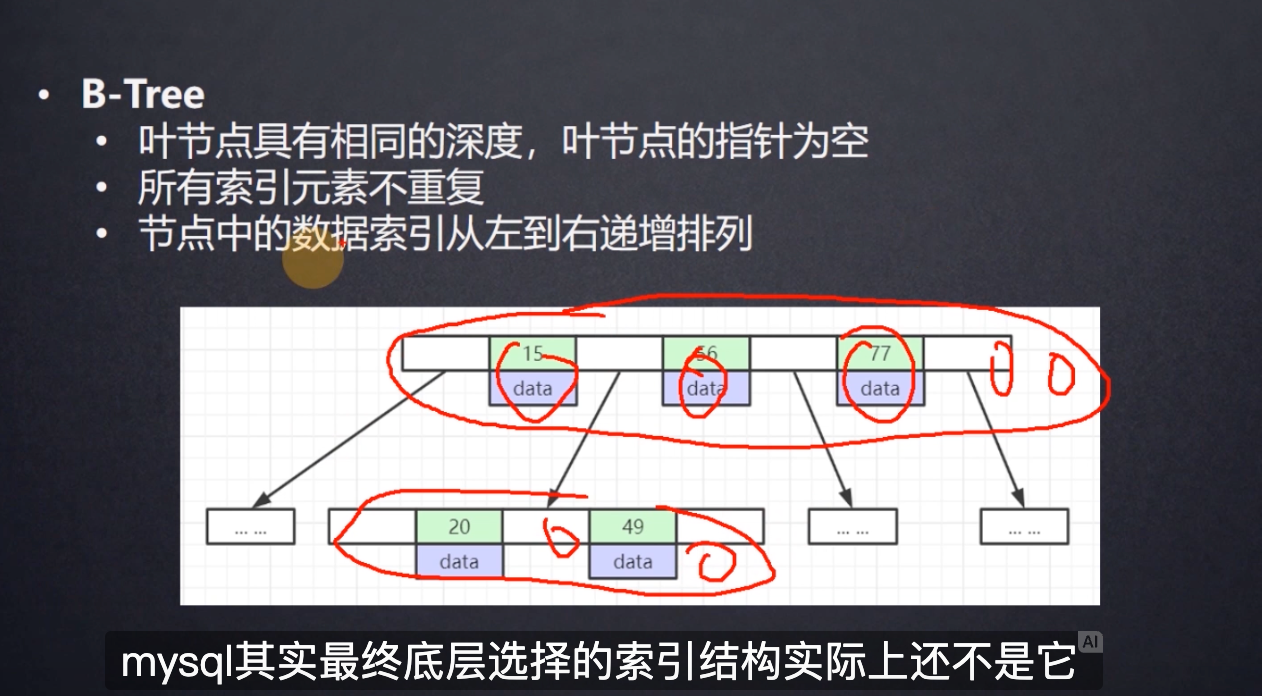 B-Tree
叶节点具有相同的深度，叶节点的指针为空
所有索引元素不重复
节点中的数据索引从左到右递增排列
15 56 77
data data data
... ... 20 49 ... ... ... ...
data data
mysql其实最终底层选择的索引结构实际上还不是它
AI